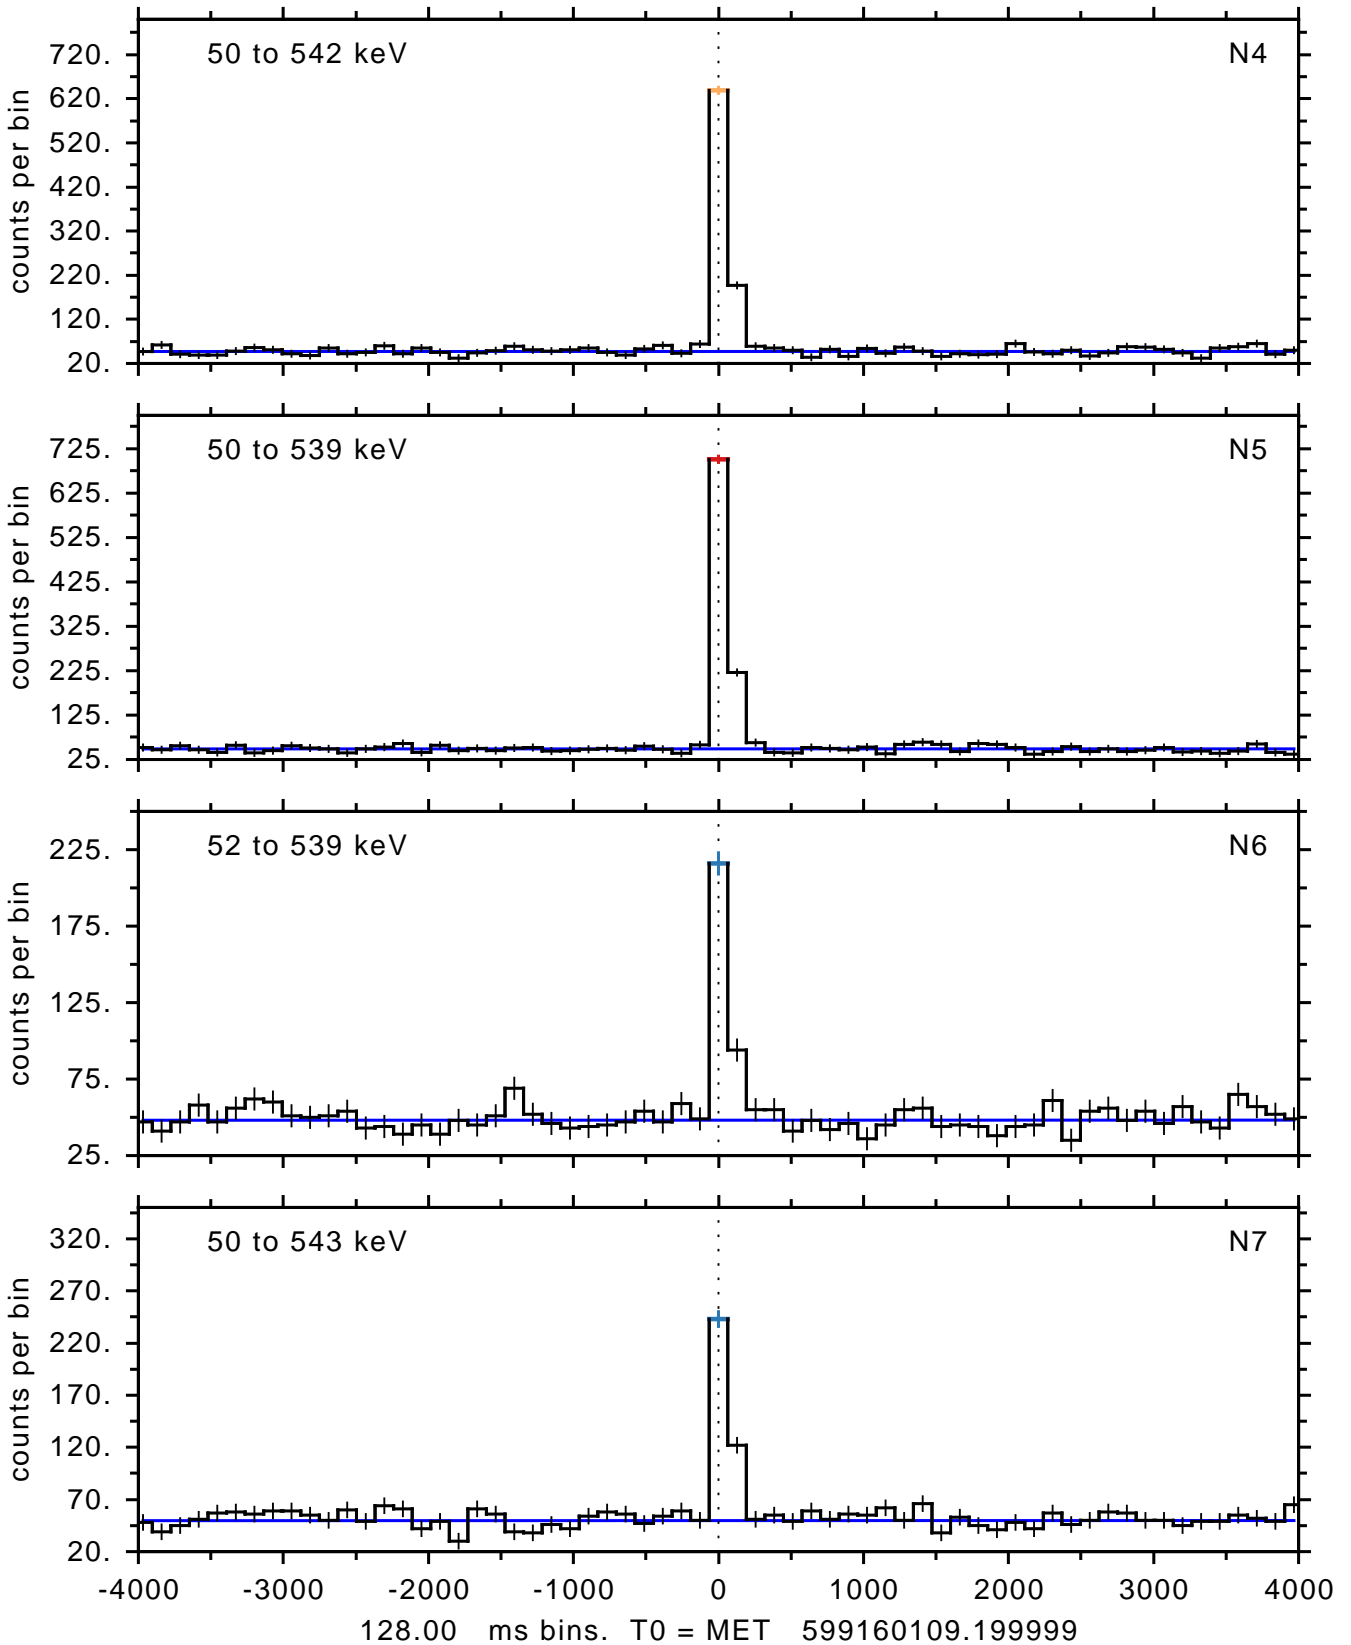 50 to 542 keV N4
720.
620.
520.
420.
320.
220.
120.
20.
counts per bin
50 to 539 keV N5
725.
625.
525.
425.
325.
225.
125.
25.
counts per bin
52 to 539 keV N6
225.
175.
125.
75.
25.
counts per bin
50 to 543 keV N7
320.
270.
220.
170.
120.
70.
20.
counts per bin
-4000 -3000 -2000 -1000 0 1000 2000 3000 4000
128.00 ms bins. T0 = MET 599160109.199999